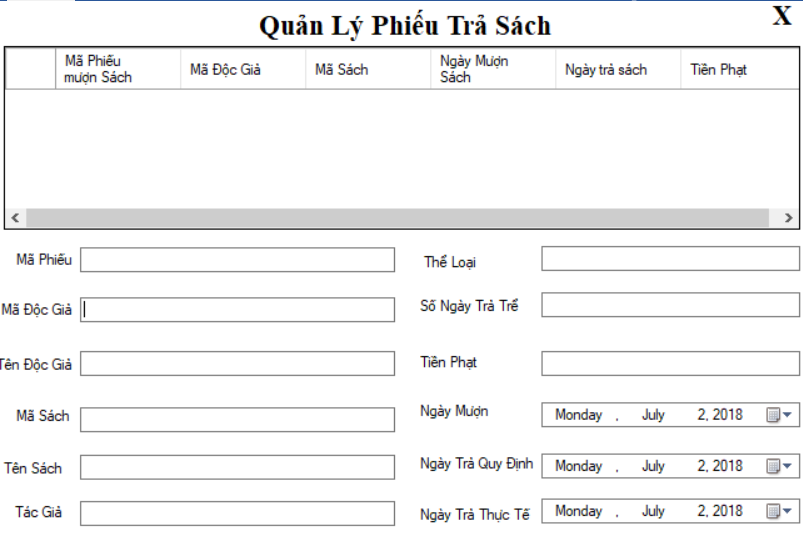 Quản Lý Phiếu Trả Sách
X
Mã Phiếu
mượn Sách
Mã Độc Giả
Mã Sách
Ngày Mượn
Sách
Ngày trả sách
Tiền Phạt
Mã Phiếu
Thể Loại
Mã Độc Giả
Số Ngày Trả Trể
Tên Độc Giả
Tiền Phạt
Mã Sách
Ngày Mượn
Monday , July 2, 2018
Tên Sách
Ngày Trả Quy Định
Monday , July 2, 2018
Tác Giả
Ngày Trả Thực Tế
Monday , July 2, 2018